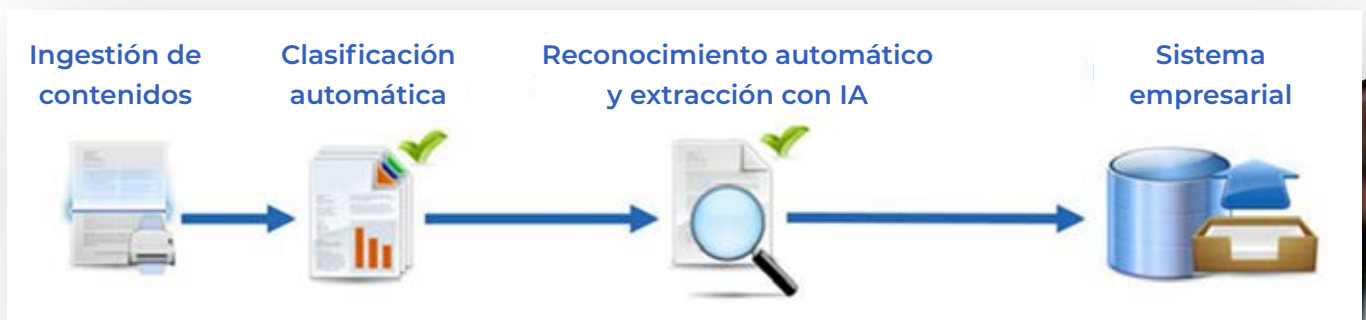 Ingestión de
contenidos
Clasificación
automática
Reconocimiento automático
y extracción con IA
Sistema
empresarial